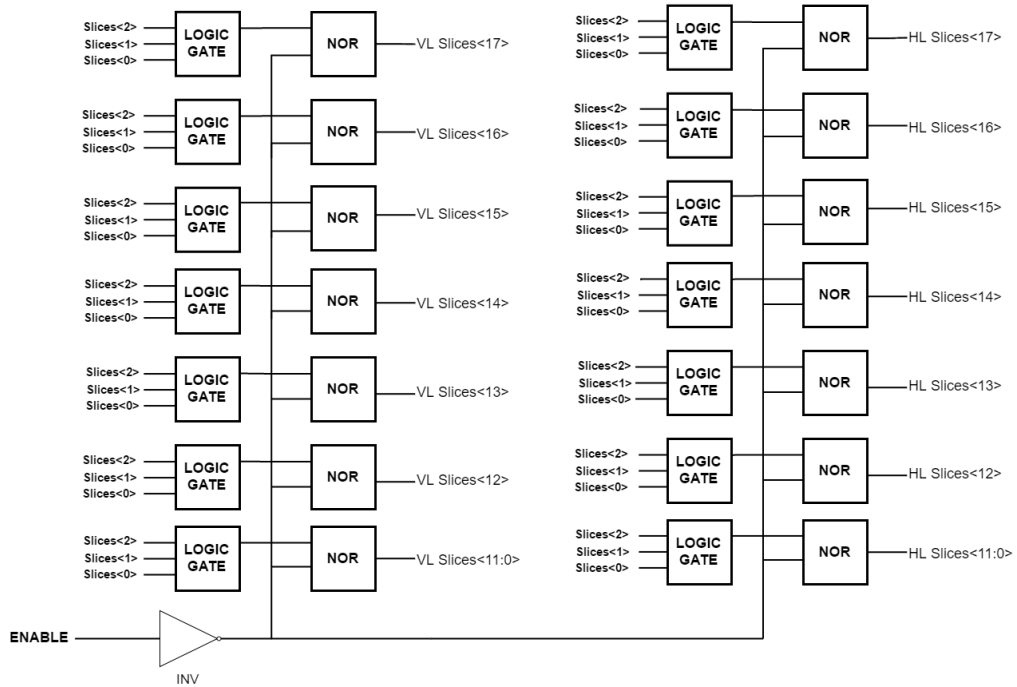 Slices<2>
Slices<1>
Slices<0>
LOGIC
GATE
NOR
VL Slices<17>
Slices<2>
Slices<1>
Slices<0>
LOGIC
GATE
NOR
HL Slices<17>
Slices<2>
Slices<1>
Slices<0>
LOGIC
GATE
NOR
VL Slices<16>
Slices<2>
Slices<1>
Slices<0>
LOGIC
GATE
NOR
HL Slices<16>
Slices<2>
Slices<1>
Slices<0>
LOGIC
GATE
NOR
VL Slices<15>
Slices<2>
Slices<1>
Slices<0>
LOGIC
GATE
NOR
HL Slices<15>
Slices<2>
Slices<1>
Slices<0>
LOGIC
GATE
NOR
VL Slices<14>
Slices<2>
Slices<1>
Slices<0>
LOGIC
GATE
NOR
HL Slices<14>
Slices<2>
Slices<1>
Slices<0>
LOGIC
GATE
NOR
VL Slices<13>
Slices<2>
Slices<1>
Slices<0>
LOGIC
GATE
NOR
HL Slices<13>
Slices<2>
Slices<1>
Slices<0>
LOGIC
GATE
NOR
VL Slices<12>
Slices<2>
Slices<1>
Slices<0>
LOGIC
GATE
NOR
HL Slices<12>
Slices<2>
Slices<1>
Slices<0>
LOGIC
GATE
NOR
VL Slices<11:0>
Slices<2>
Slices<1>
Slices<0>
LOGIC
GATE
NOR
HL Slices<11:0>
ENABLE
INV